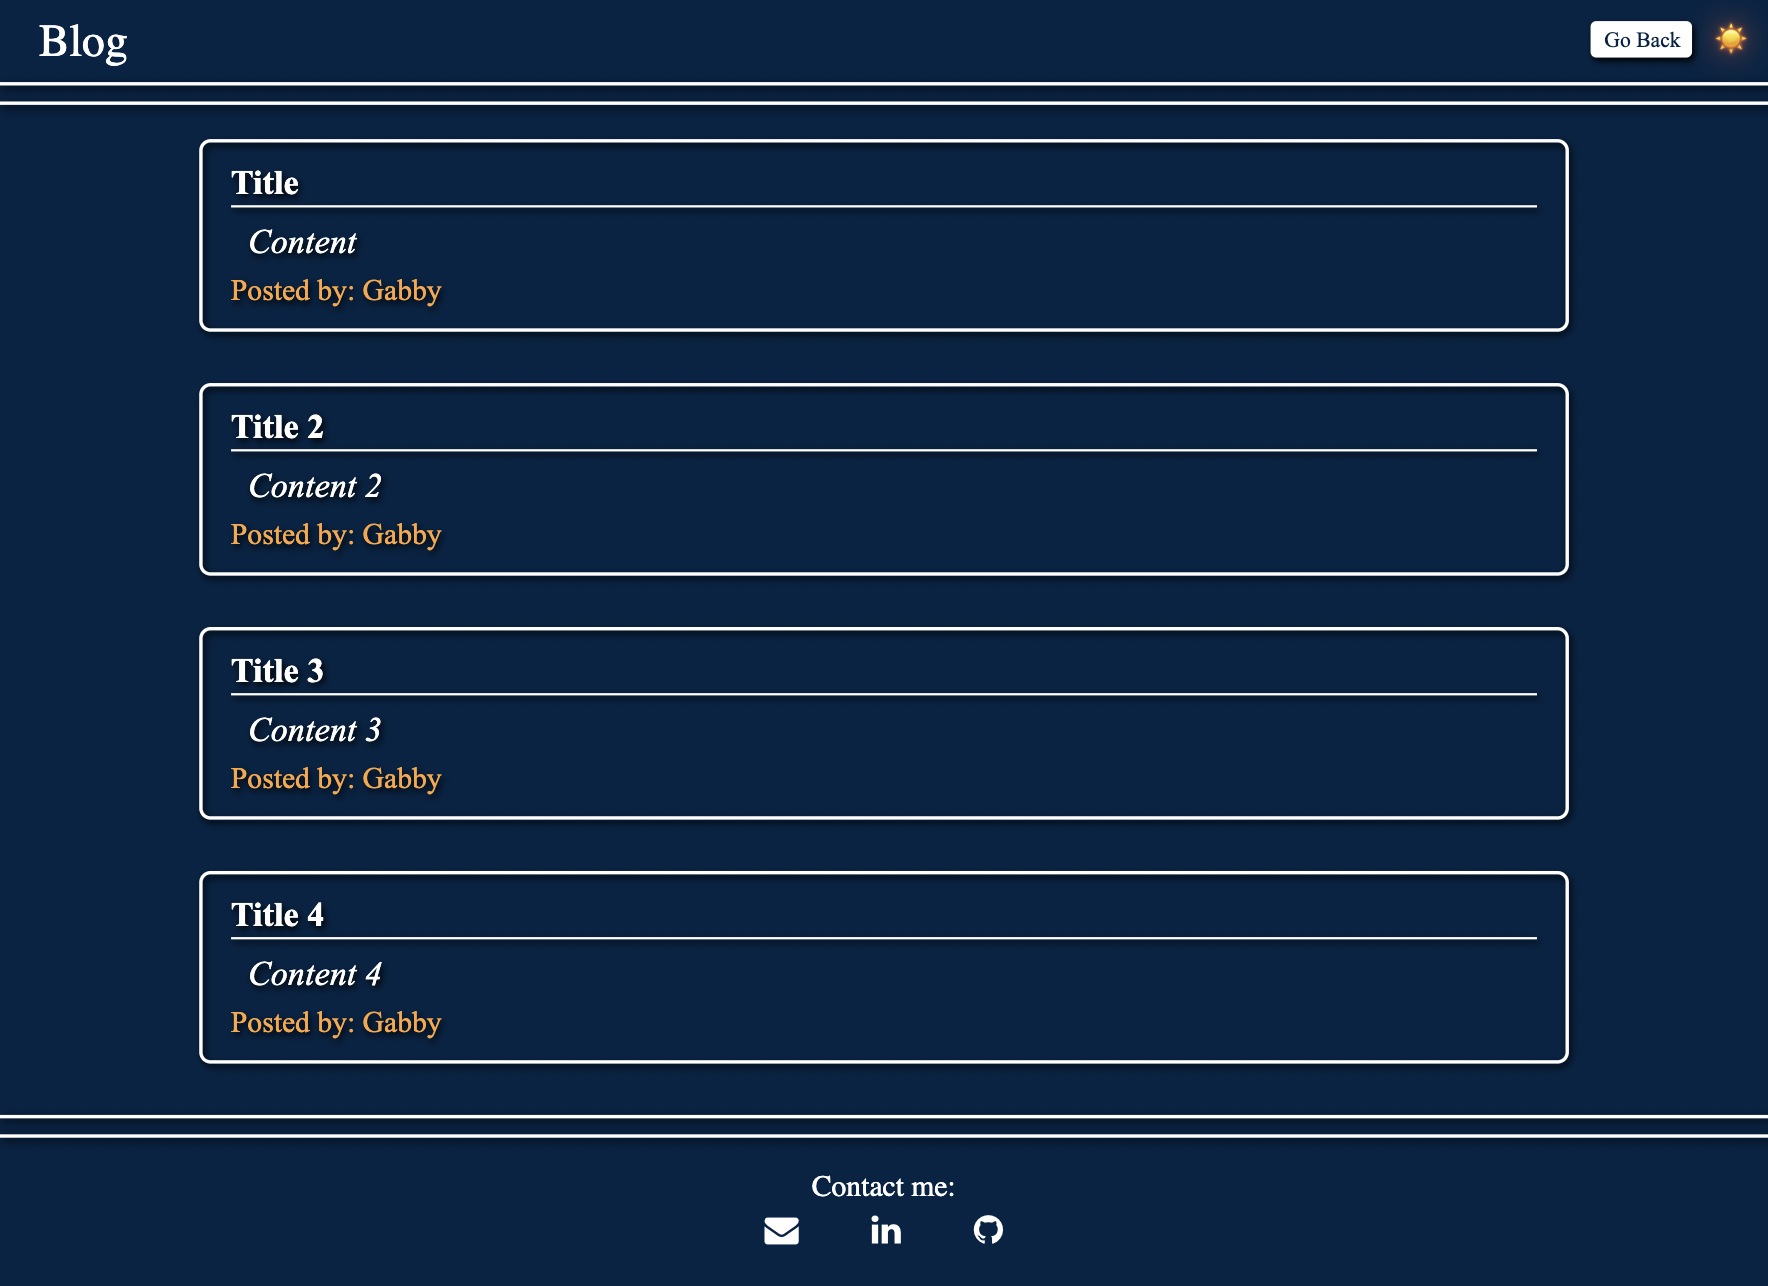 Blog
Go Back
Title
Content
Posted by: Gabby
Title 2
Content 2
Posted by: Gabby
Title 3
Content 3
Posted by: Gabby
Title 4
Content 4
Posted by: Gabby
Contact me:
in